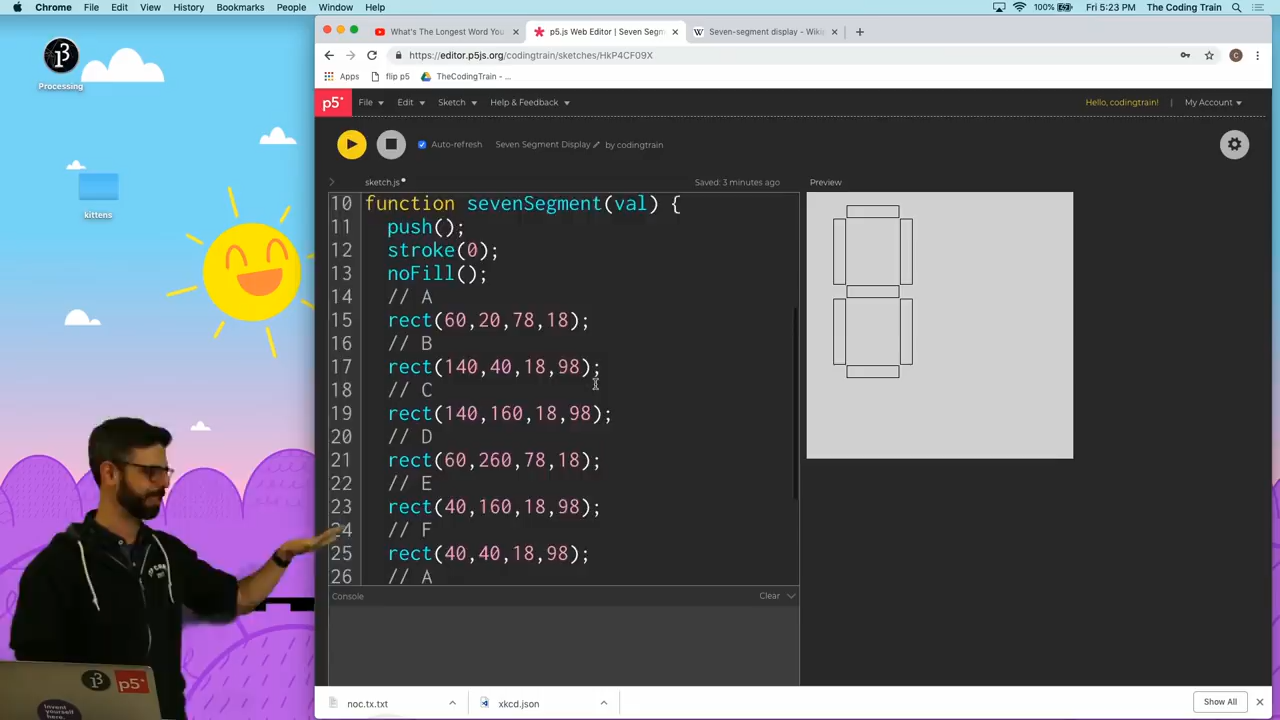 Chrome File Edit View History Bookmarks People Window Help
100% Fri 5:23 PM The Coding Train
Processing
kittens
What's The Longest Word You
p5.js Web Editor | Seven Segm
Seven-segment display - Wiki
https://editor.p5js.org/codingtrain/sketches/HkP4CF09X
C
Apps flip p5 TheCodingTrain - ...
p5* File Edit Sketch Help & Feedback
Hello, codingtrain! | My Account
Auto-refresh Seven Segment Display by codingtrain
sketch.js
Saved: 3 minutes ago
Preview
10 function sevenSegment(val) {
11 push();
12 stroke(0);
13 noFill();
14 // A
15 rect(60,20,78,18);
16 // B
17 rect(140,40,18,98);
18 // C
19 rect(140,160,18,98);
20 // D
21 rect(60,260,78,18);
22 // E
23 rect(40,160,18,98);
24 // F
25 rect(40,40,18,98);
26 // A
Console
Clear
p5*
Invent yourself here.
noc.tx.txt
xkcd.json
Show All